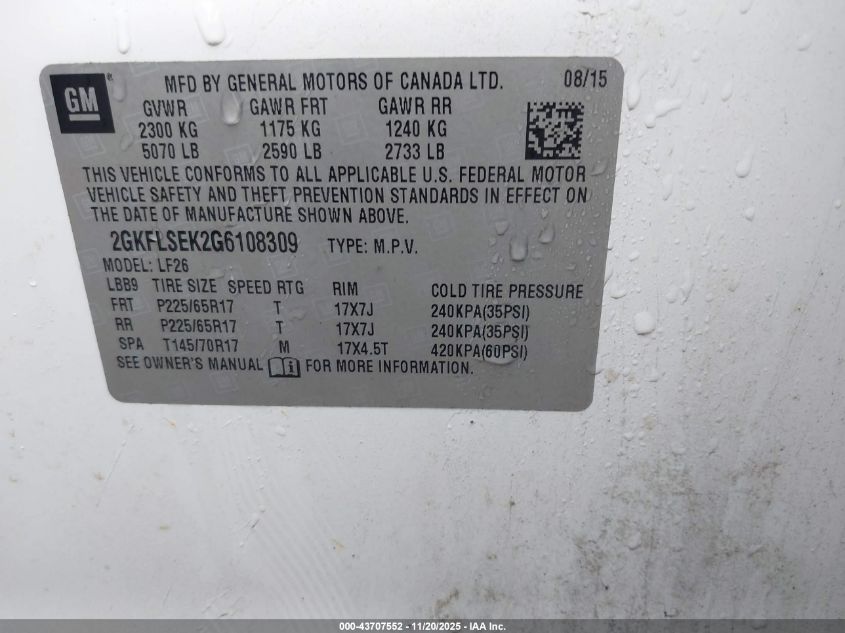 GM ® MFD BY GENERAL MOTORS OF CANADA LTD. 08/15
GVWR GAWR FRT GAWR RR
2300 KG 1175 KG 1240 KG
5070 LB 2590 LB 2733 LB
THIS VEHICLE CONFORMS TO ALL APPLICABLE U.S. FEDERAL MOTOR
VEHICLE SAFETY AND THEFT PREVENTION STANDARDS IN EFFECT ON
THE DATE OF MANUFACTURE SHOWN ABOVE.
2GKFLSEK2G6108309 TYPE: M.P.V.
MODEL: LF26
LBB9 TIRE SIZE SPEED RTG RIM COLD TIRE PRESSURE
FRT P225/65R17 T 17X7J 240KPA(35PSI)
RR P225/65R17 T 17X7J 240KPA(35PSI)
SPA T145/70R17 M 17X4.5T 420KPA(60PSI)
SEE OWNER'S MANUAL i FOR MORE INFORMATION.
000-43707552 - 11/20/2025 - IAA Inc.